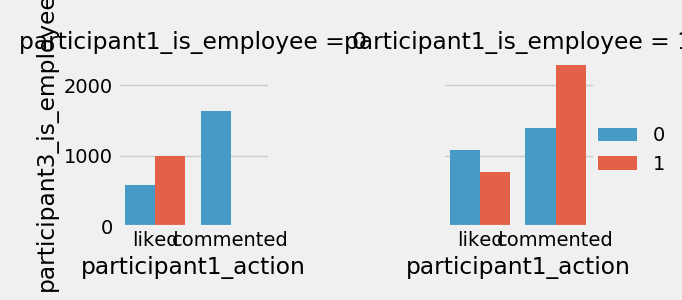 participant1_is_employee = 0
participant1_is_employee = 1
participant3_is_employee
2000
1000
0
liked
commented
liked
commented
0
1
participant1_action
participant1_action